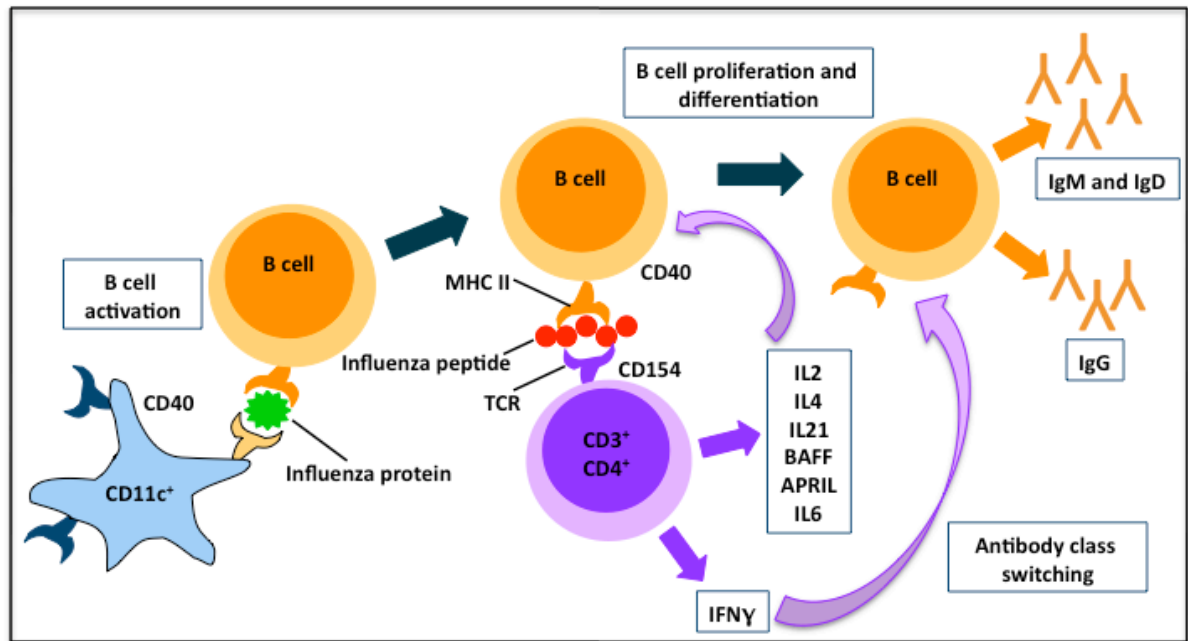 B cell proliferation and
differentiation
B cell
B cell
IgM and IgD
B cell
B cell
activation
MHC II
CD40
Influenza peptide
CD154
IgG
TCR
CD40
IL2
IL4
IL21
BAFF
APRIL
IL6
CD3⁺
CD4⁺
Influenza protein
CD11c⁺
Antibody class
switching
IFNɣ